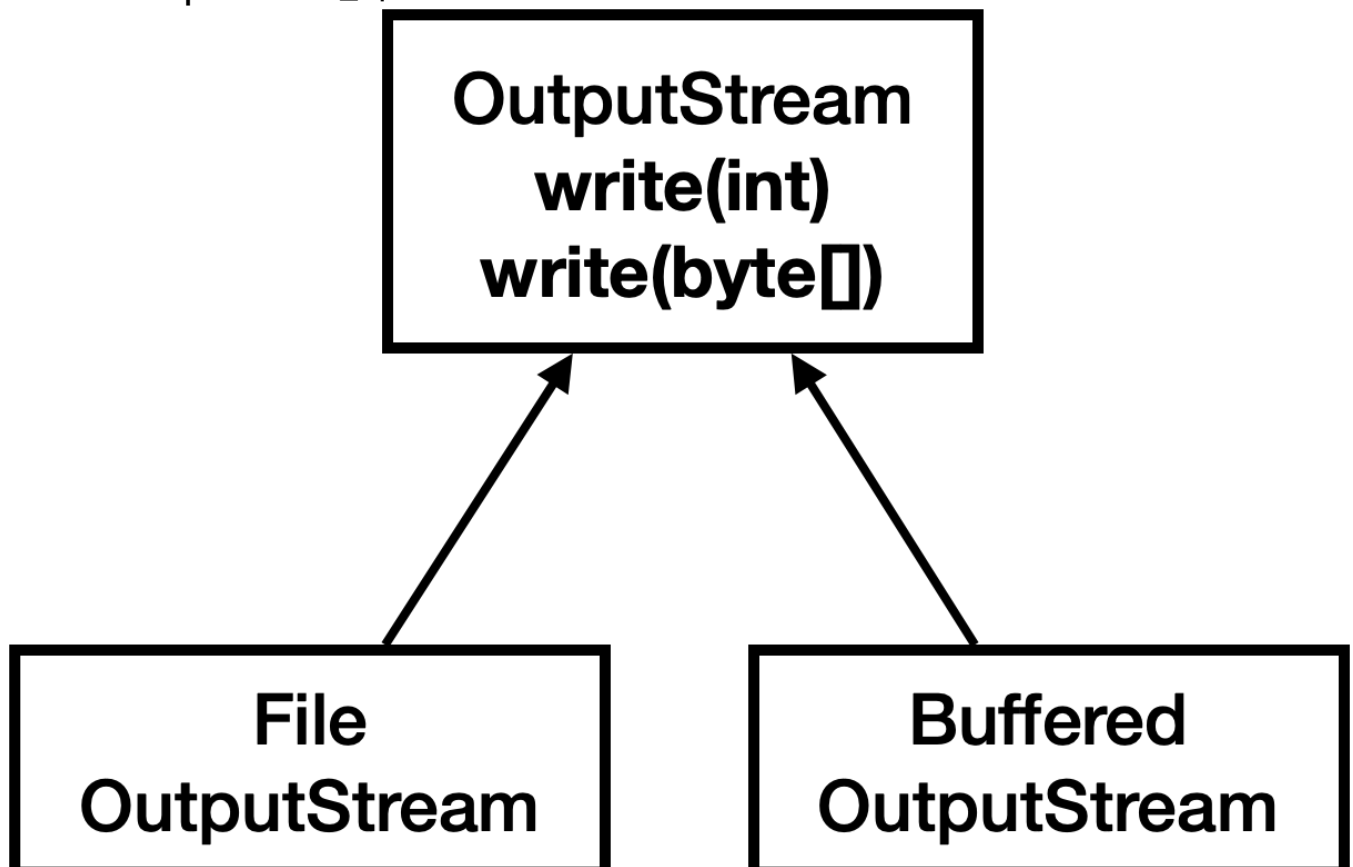 OutputStream
write(int)
write(byte[])
File
OutputStream
Buffered
OutputStream